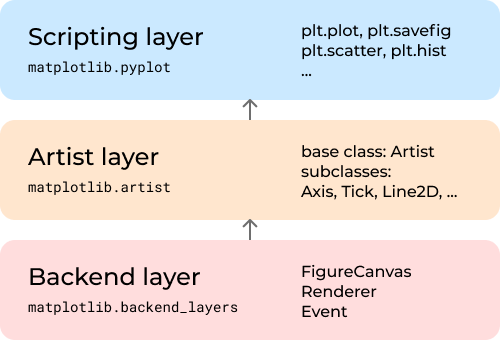 Scripting layer
matplotlib.pyplot
plt.plot, plt.savefig
plt.scatter, plt.hist
...
Artist layer
matplotlib.artist
base class: Artist
subclasses:
Axis, Tick, Line2D, ...
Backend layer
matplotlib.backend_layers
FigureCanvas
Renderer
Event